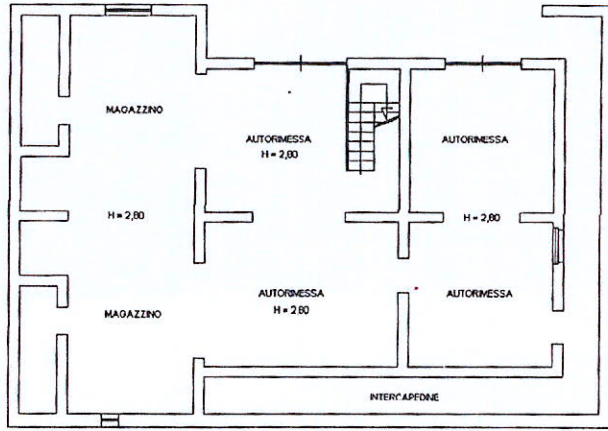 MAGAZZINO
AUTORIMESSA
H = 2,80
AUTORIMESSA
H = 2,80
H = 2,80
AUTORIMESSA
H = 2,80
AUTORIMESSA
MAGAZZINO
INTERCAPEDINE